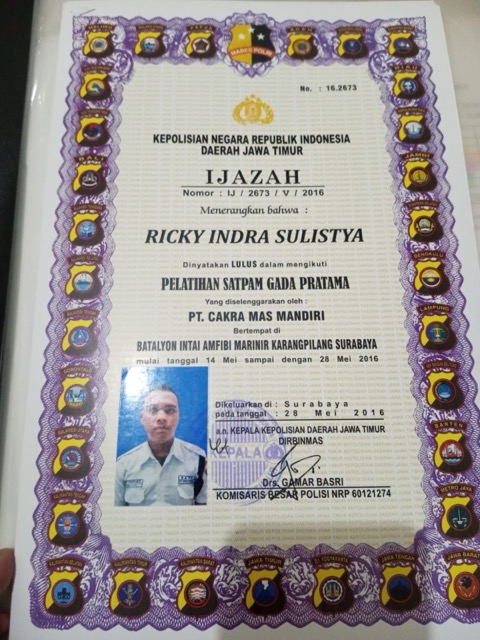 No. : 16.2673
KEPOLISIAN NEGARA REPUBLIK INDONESIA
DAERAH JAWA TIMUR
IJAZAH
Nomor : IJ / 2673 / V / 2016
Menerangkan bahwa :
RICKY INDRA SULISTYA
Dinyatakan LULUS dalam mengikuti
PELATIHAN SATPAM GADA PRATAMA
Yang diselenggarakan oleh :
PT. CAKRA MAS MANDIRI
Bertempat di
BATALYON INTAI AMFIBI MARINIR KARANGPILANG SURABAYA
mulai tanggal 14 Mei sampai dengan 28 Mei 2016
Dikeluarkan di : Surabaya
pada tanggal : 28 Mei 2016
a.n. KEPALA KEPOLISIAN DAERAH JAWA TIMUR
DIRBINMAS
Drs. GAMAR BASRI
KOMISARIS BESAR POLISI NRP 60121274